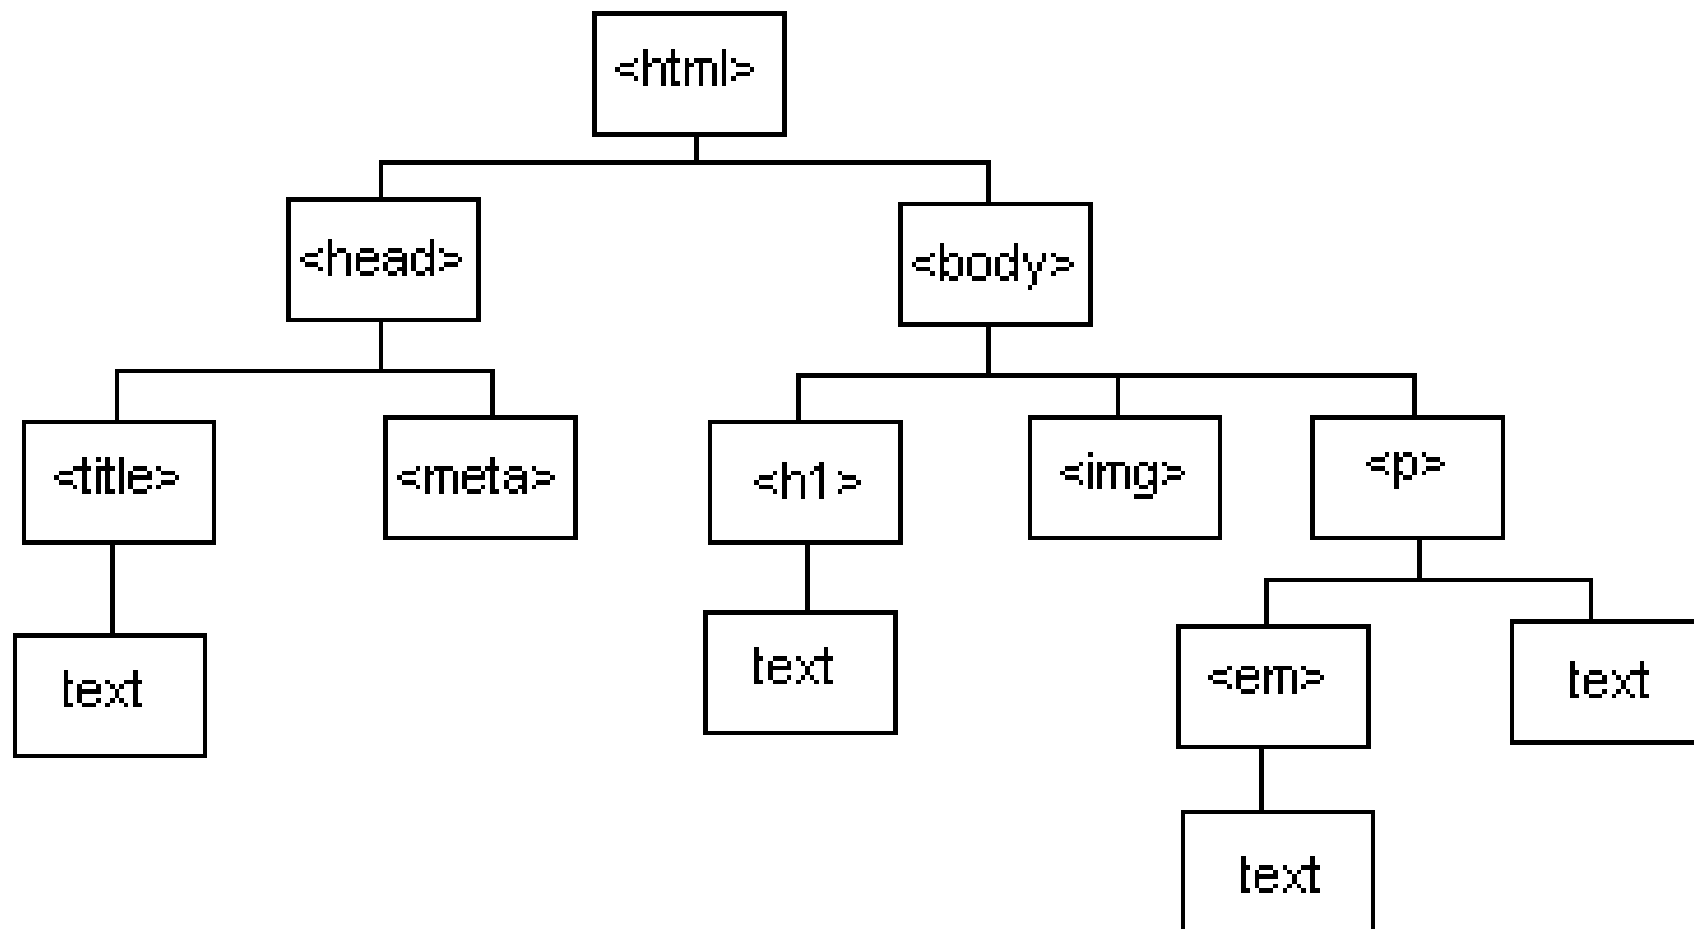 <html>
<head>
<body>
<title>
<meta>
<h1>
<img>
<p>
text
text
<em>
text
text